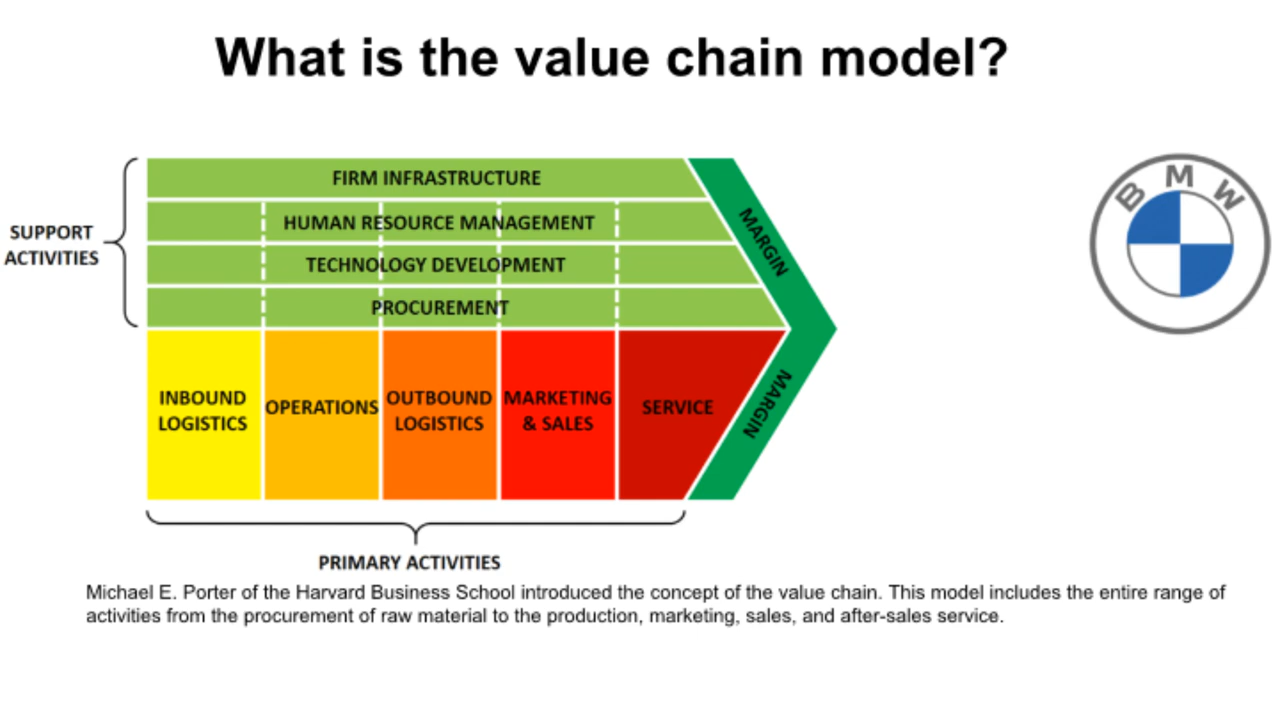 What is the value chain model?
FIRM INFRASTRUCTURE
HUMAN RESOURCE MANAGEMENT
TECHNOLOGY DEVELOPMENT
PROCUREMENT
SUPPORT
ACTIVITIES
MARGIN
BMW
INBOUND
LOGISTICS
OPERATIONS
OUTBOUND
LOGISTICS
MARKETING
& SALES
SERVICE
MARGIN
PRIMARY ACTIVITIES
Michael E. Porter of the Harvard Business School introduced the concept of the value chain. This model includes the entire range of
activities from the procurement of raw material to the production, marketing, sales, and after-sales service.